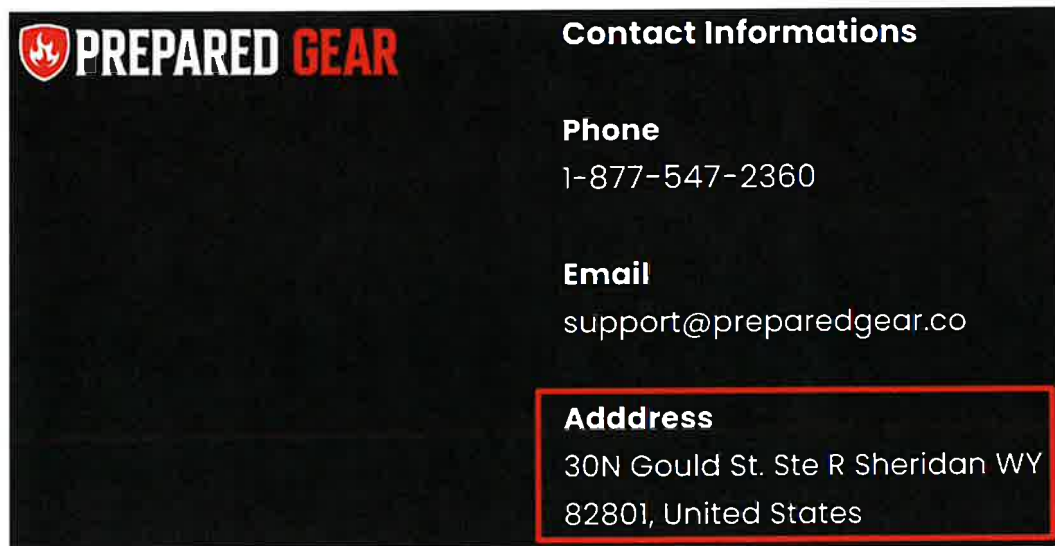 PREPARED GEAR
Contact Informations
Phone
1-877-547-2360
Email
support@preparedgear.co
Adddress
30N Gould St. Ste R Sheridan WY
82801, United States